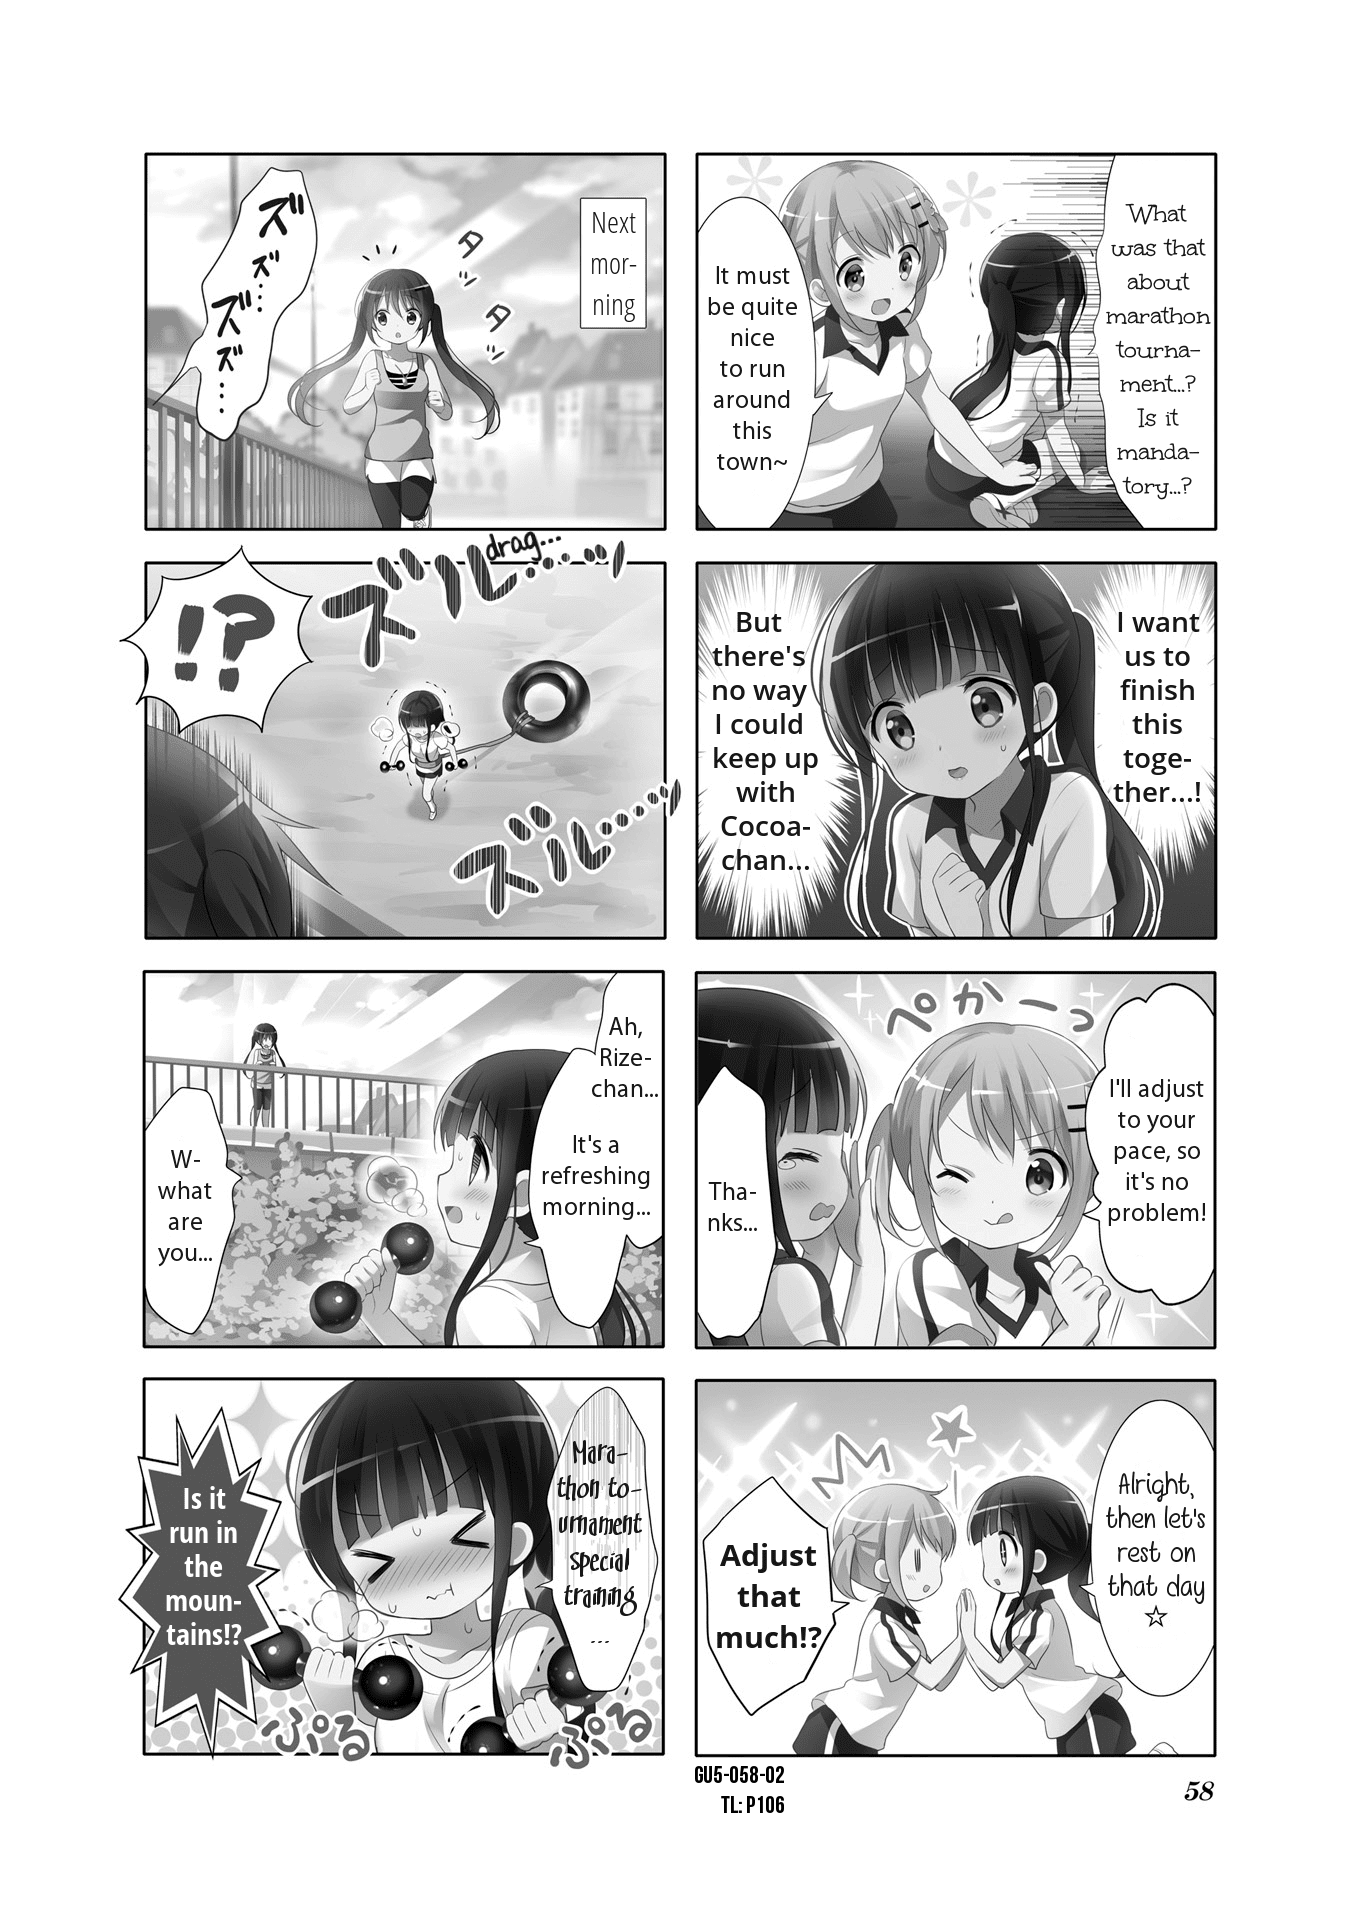 What
was that
about
marathon
tourna-
ment...?
Is it
manda-
tory...?
It must
be quite
nice
to run
around
this
town~
I want
us to
finish
this
toge-
ther...!
But
there's
no way
I could
keep up
with
Cocoa-
chan...
ぺかーっ
I'll adjust
to your
pace, so
it's no
problem!
Tha-
nks...
Alright,
then let's
rest on
that day
☆
Adjust
that
much!?
Next
mor-
ning
タッ
タッ
ズ
ズ...
ズ
ズ...
drag...
ズル......ッ
!?
ズル......ッ
Ah,
Rize-
chan...
It's a
refreshing
morning...
W-
what
are
you...
Mara-
thon to-
urnament
special
training
...
Is it
run in
the
moun-
tains!?
ぷる
ぷる
GU5-058-02
TL: P106
58